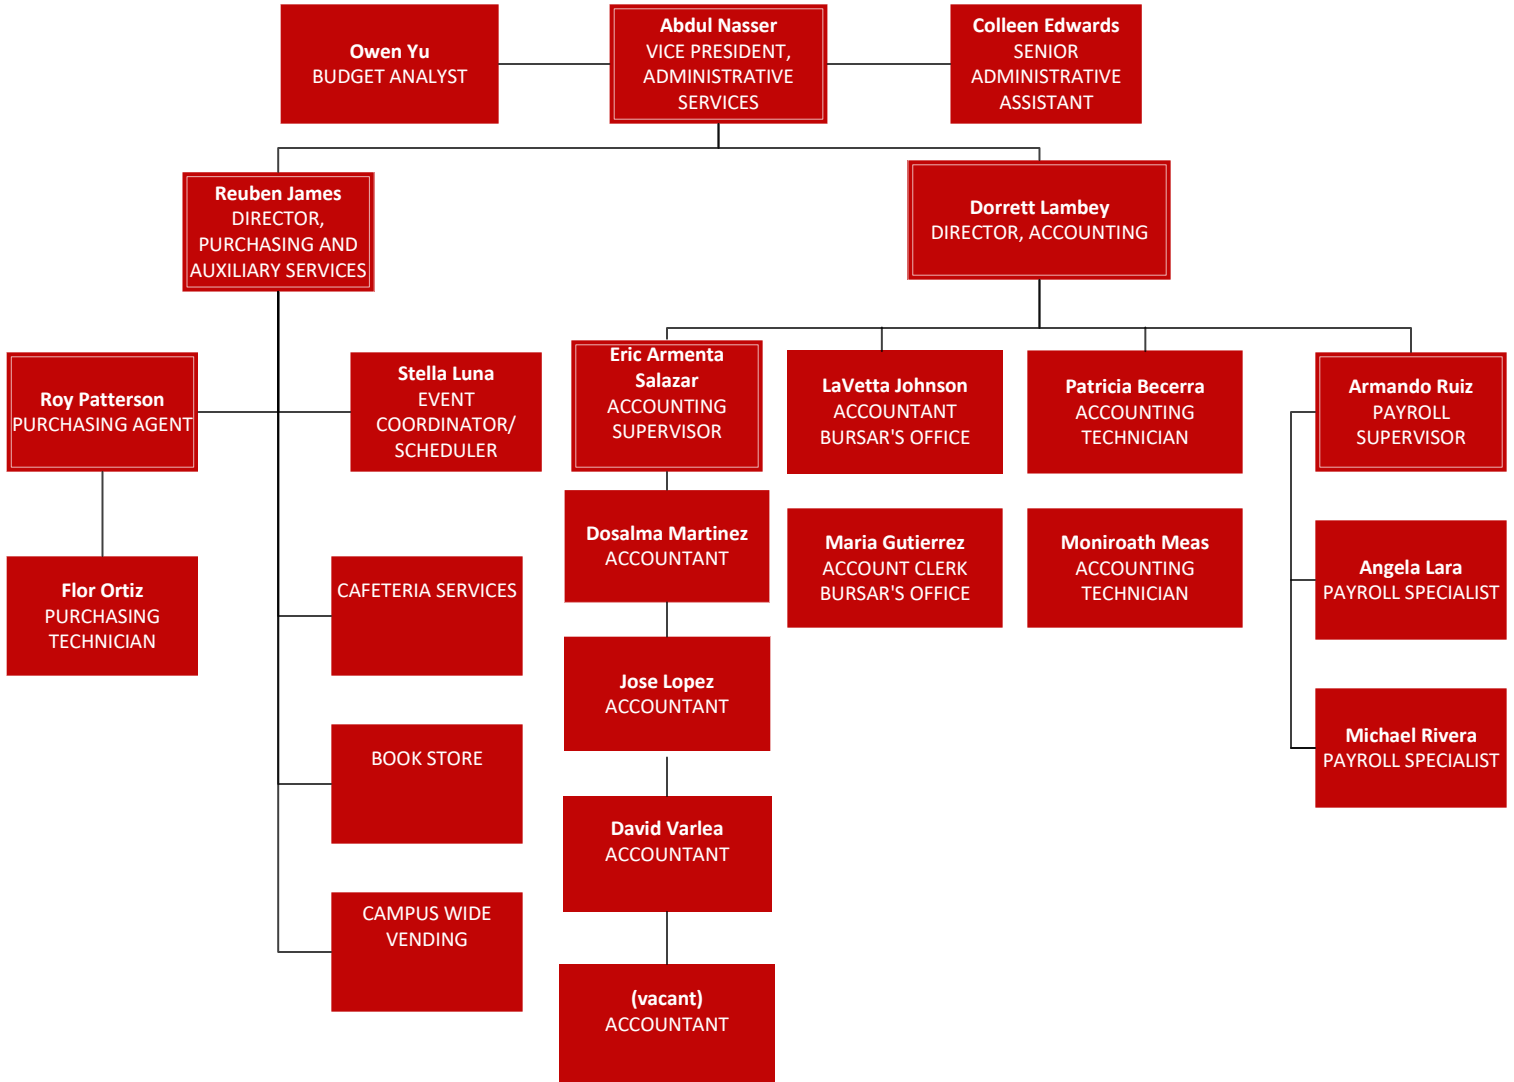 Owen Yu
BUDGET ANALYST
Abdul Nasser
VICE PRESIDENT,
ADMINISTRATIVE
SERVICES
Colleen Edwards
SENIOR
ADMINISTRATIVE
ASSISTANT
Reuben James
DIRECTOR,
PURCHASING AND
AUXILIARY SERVICES
Dorrett Lambey
DIRECTOR, ACCOUNTING
Roy Patterson
PURCHASING AGENT
Stella Luna
EVENT
COORDINATOR/
SCHEDULER
Eric Armenta
Salazar
ACCOUNTING
SUPERVISOR
LaVetta Johnson
ACCOUNTANT
BURSAR'S OFFICE
Patricia Becerra
ACCOUNTING
TECHNICIAN
Armando Ruiz
PAYROLL
SUPERVISOR
Flor Ortiz
PURCHASING
TECHNICIAN
CAFETERIA SERVICES
Dosalma Martinez
ACCOUNTANT
Maria Gutierrez
ACCOUNT CLERK
BURSAR'S OFFICE
Moniroath Meas
ACCOUNTING
TECHNICIAN
Angela Lara
PAYROLL SPECIALIST
Jose Lopez
ACCOUNTANT
BOOK STORE
Michael Rivera
PAYROLL SPECIALIST
David Varlea
ACCOUNTANT
CAMPUS WIDE
VENDING
(vacant)
ACCOUNTANT